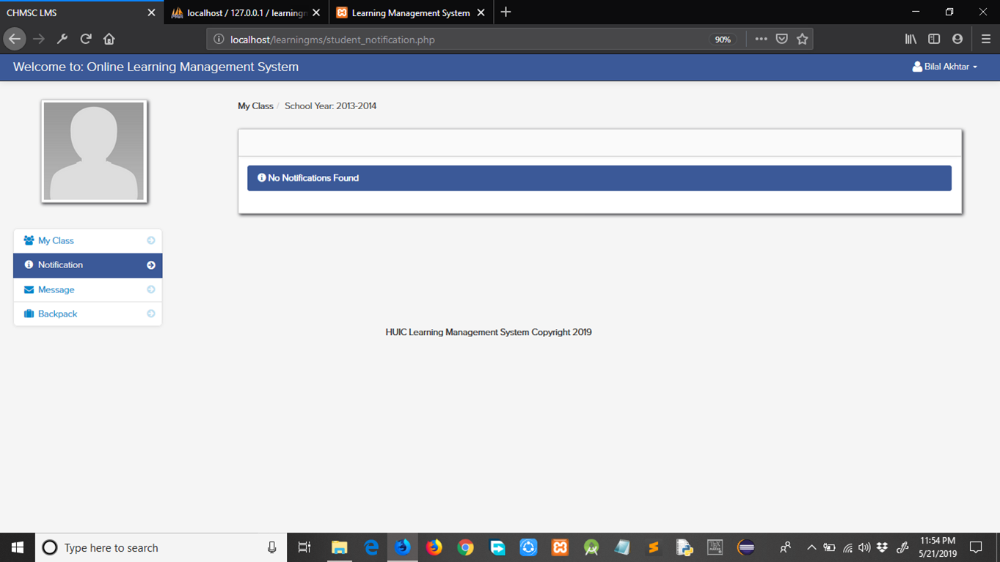 CHMSC LMS
localhost / 127.0.0.1 / learningm
Learning Management System
localhost/learningms/student_notification.php
90%
Welcome to: Online Learning Management System
Bilal Akhtar
My Class / School Year: 2013-2014
No Notifications Found
My Class
Notification
Message
Backpack
HUIC Learning Management System Copyright 2019
Type here to search
11:54 PM
5/21/2019